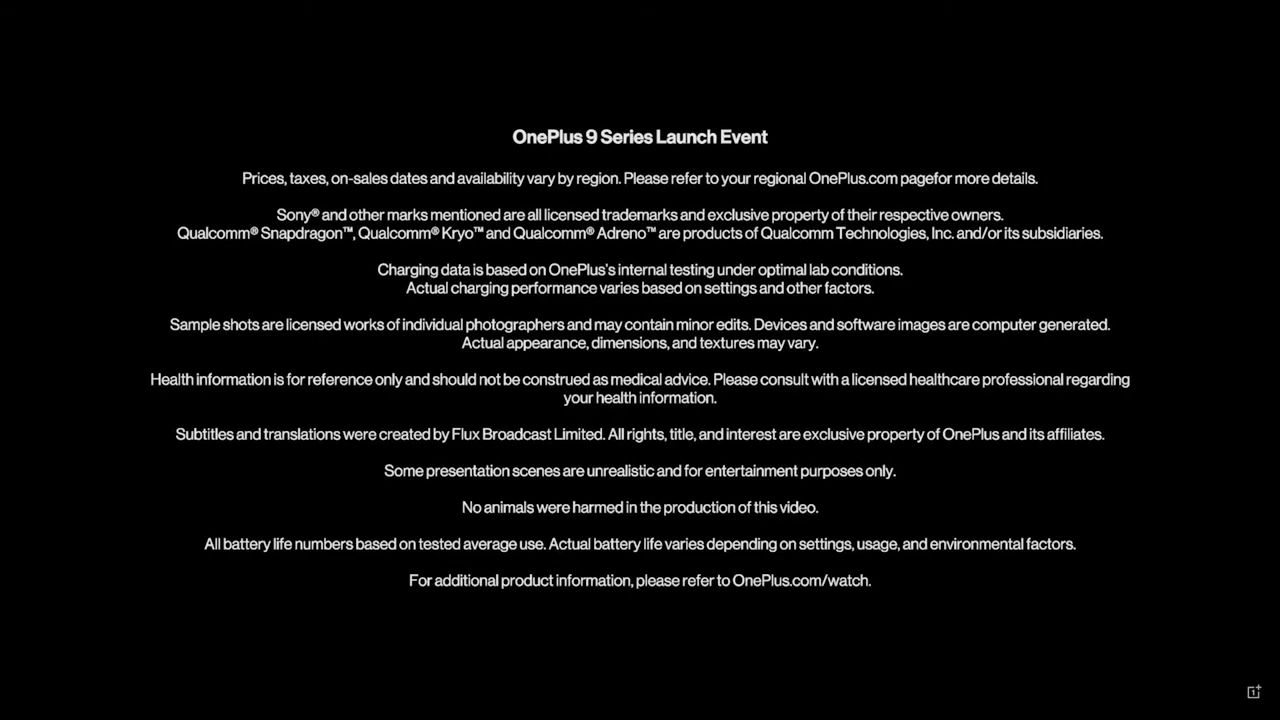 OnePlus 9 Series Launch Event
Prices, taxes, on-sales dates and availability vary by region. Please refer to your regional OnePlus.com pagefor more details.
Sony® and other marks mentioned are all licensed trademarks and exclusive property of their respective owners.
Qualcomm® Snapdragon™, Qualcomm® Kryo™ and Qualcomm® Adreno™ are products of Qualcomm Technologies, Inc. and/or its subsidiaries.
Charging data is based on OnePlus's internal testing under optimal lab conditions.
Actual charging performance varies based on settings and other factors.
Sample shots are licensed works of individual photographers and may contain minor edits. Devices and software images are computer generated.
Actual appearance, dimensions, and textures may vary.
Health information is for reference only and should not be construed as medical advice. Please consult with a licensed healthcare professional regarding
your health information.
Subtitles and translations were created by Flux Broadcast Limited. All rights, title, and interest are exclusive property of OnePlus and its affiliates.
Some presentation scenes are unrealistic and for entertainment purposes only.
No animals were harmed in the production of this video.
All battery life numbers based on tested average use. Actual battery life varies depending on settings, usage, and environmental factors.
For additional product information, please refer to OnePlus.com/watch.
1+